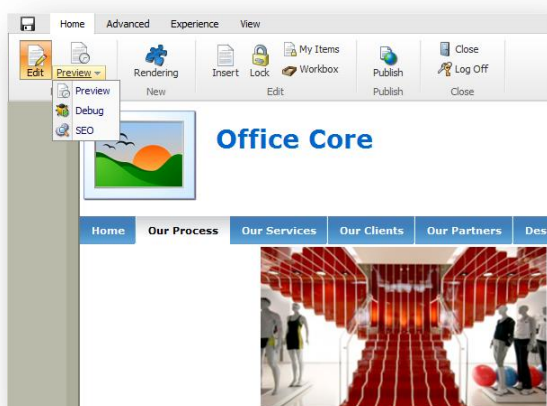 Home Advanced Experience View
My Items Close
Workbox Log Off
Edit Preview Rendering Insert Lock Publish
New Edit Publish Close
Preview
Debug
SEO
Office Core
Home Our Process Our Services Our Clients Our Partners Des